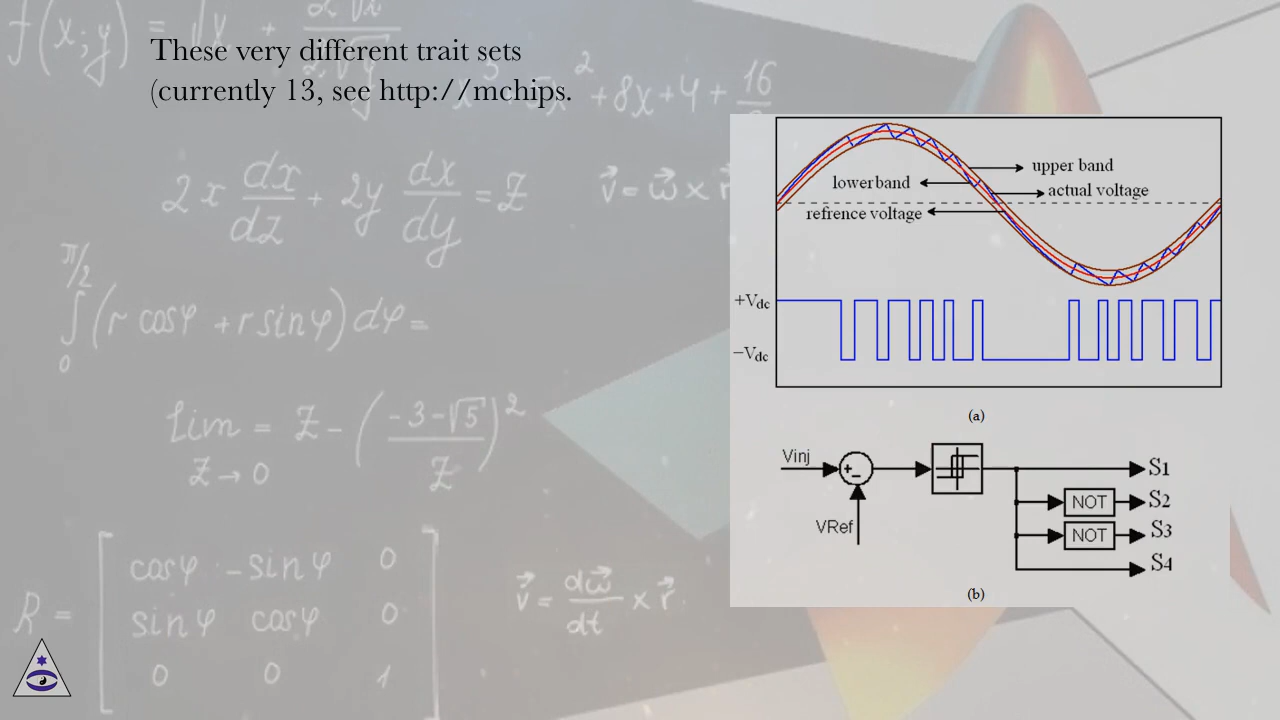 These very different trait sets
(currently 13, see http://mchips.
f(x;y) =
+8x+4+ 16
2x dx/dz + 2y dx/dy = Z
v = ω × r
π/2
∫ (r cosφ + r sinφ) dφ =
0
lim = Z - ( -3-√5 / Z )²
Z→0
R =
cosφ -sinφ 0
sinφ cosφ 0
0 0 1
v = dω/dt × r
upper band
lower band
actual voltage
refrence voltage
+Vdc
−Vdc
(a)
Vinj
+
−
VRef
S1
NOT S2
NOT S3
S4
(b)